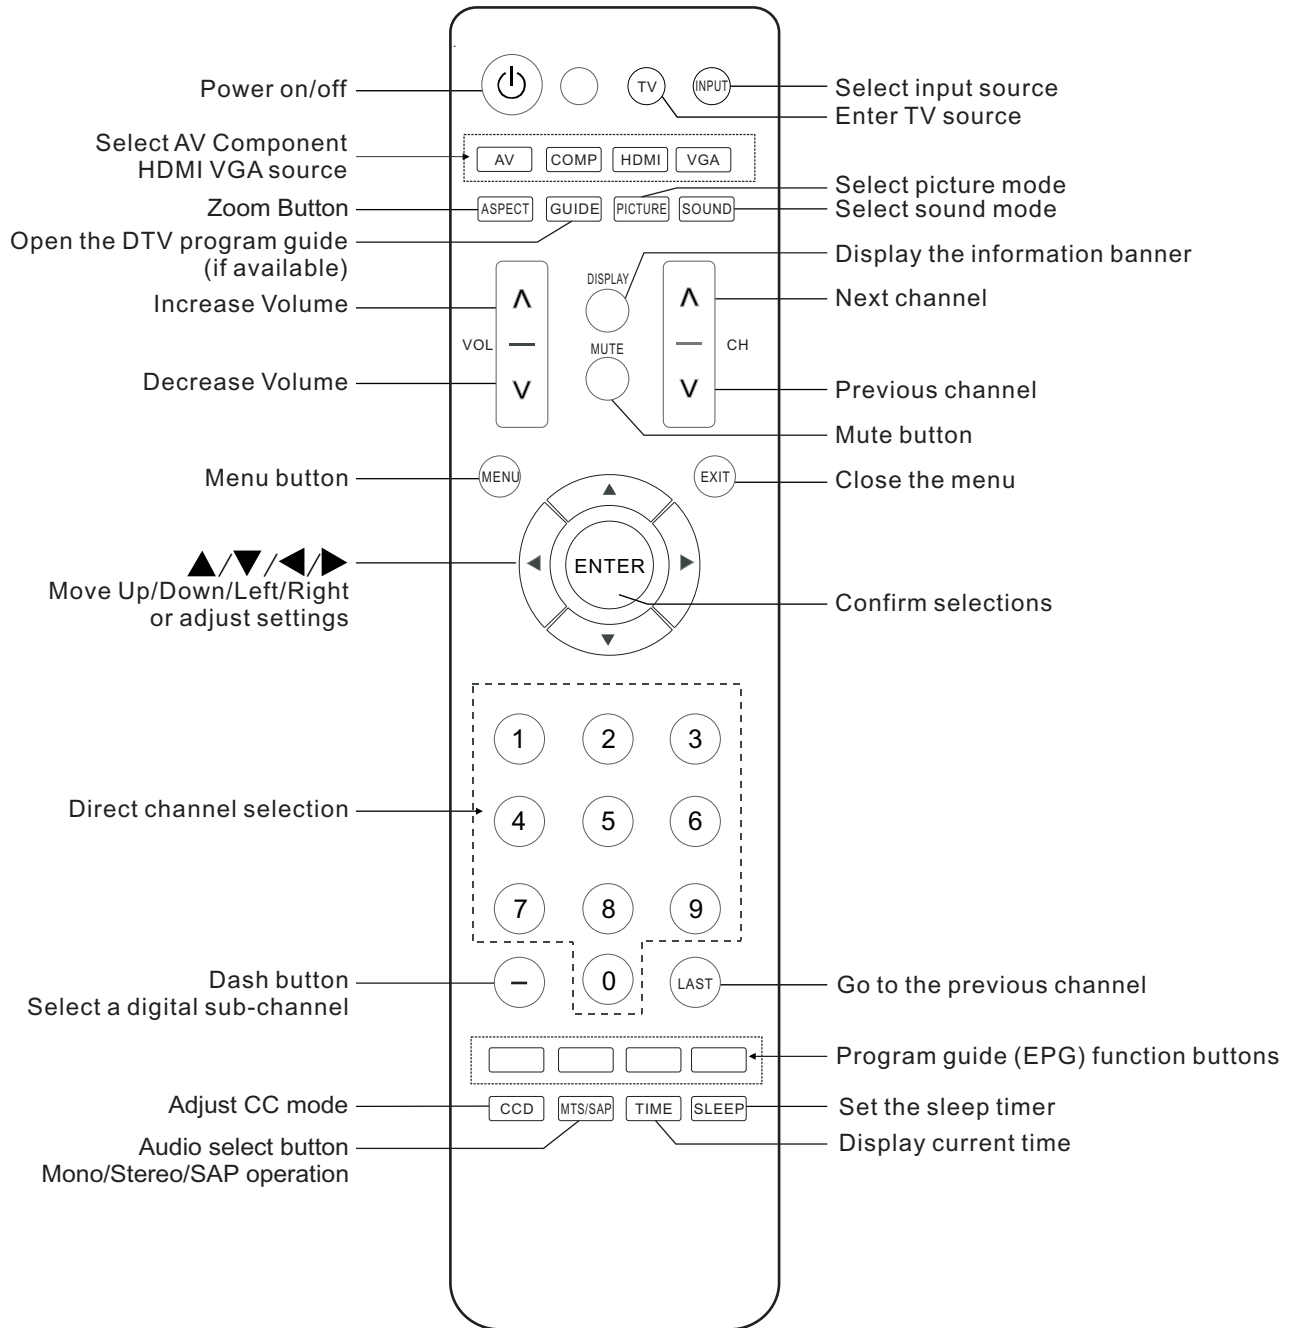 Power on/off
TV
INPUT
Select input source
Enter TV source
Select AV Component
HDMI VGA source
AV
COMP
HDMI
VGA
Select picture mode
Zoom Button
ASPECT
GUIDE
PICTURE
SOUND
Select sound mode
Open the DTV program guide
(if available)
Display the information banner
DISPLAY
Increase Volume
Next channel
VOL
MUTE
CH
Decrease Volume
Previous channel
Mute button
Menu button
MENU
EXIT
Close the menu
▲/▼/◀/▶
Move Up/Down/Left/Right
or adjust settings
ENTER
Confirm selections
1
2
3
Direct channel selection
4
5
6
7
8
9
Dash button
Select a digital sub-channel
–
0
LAST
Go to the previous channel
Program guide (EPG) function buttons
Adjust CC mode
CCD
MTS/SAP
TIME
SLEEP
Set the sleep timer
Audio select button
Mono/Stereo/SAP operation
Display current time